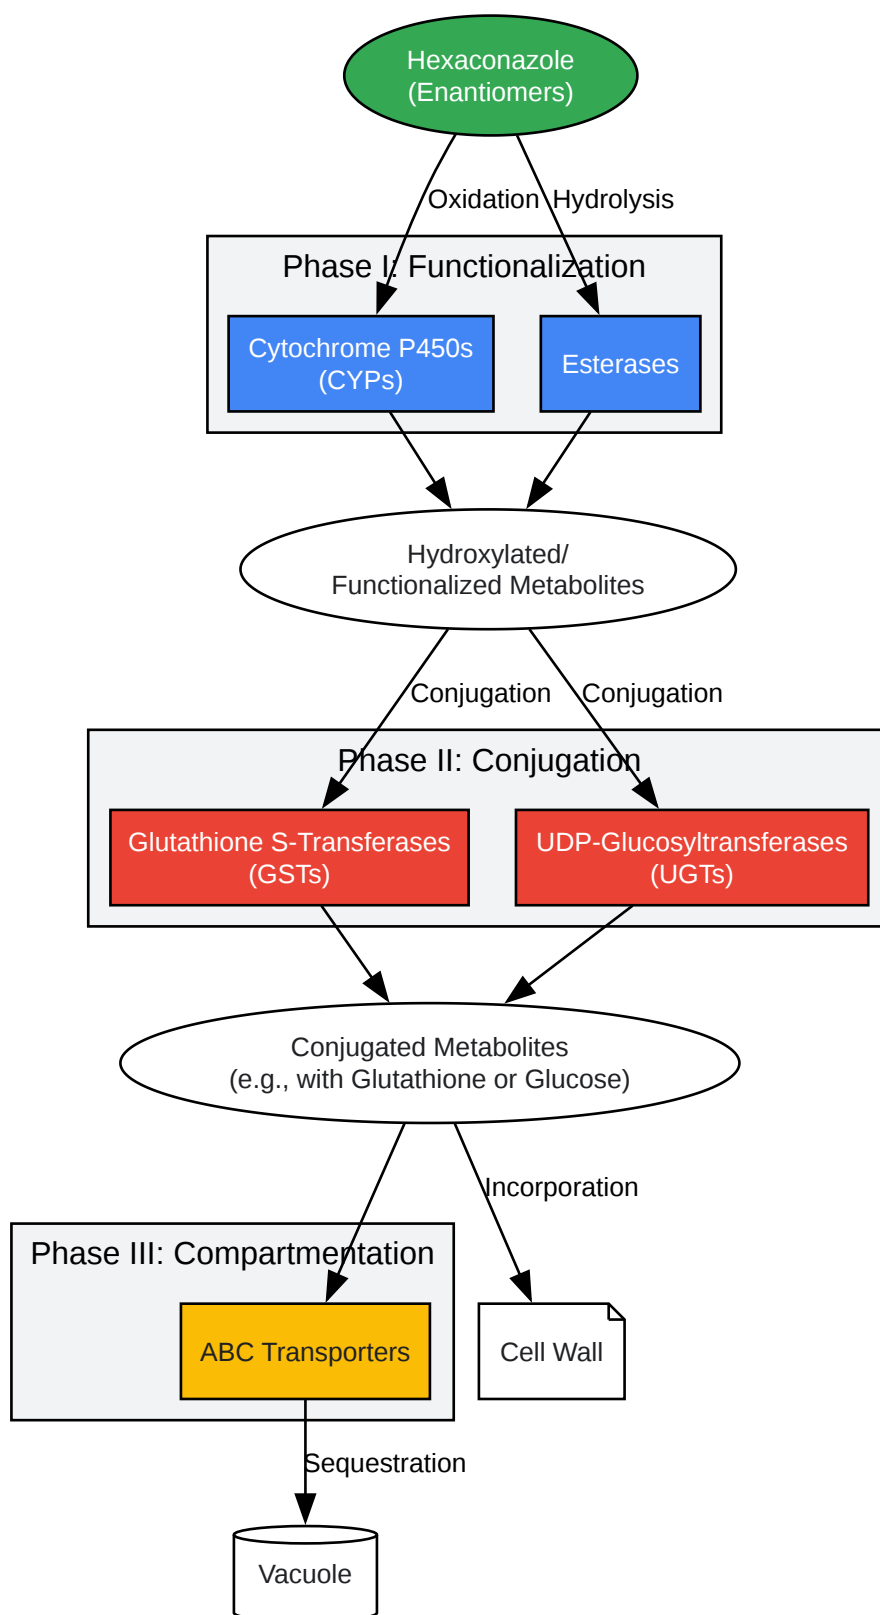 Hexaconazole
(Enantiomers)
Oxidation
Hydrolysis
Phase I: Functionalization
Cytochrome P450s
(CYPs)
Esterases
Hydroxylated/
Functionalized Metabolites
Conjugation
Conjugation
Phase II: Conjugation
Glutathione S-Transferases
(GSTs)
UDP-Glucosyltransferases
(UGTs)
Conjugated Metabolites
(e.g., with Glutathione or Glucose)
Incorporation
Phase III: Compartmentation
ABC Transporters
Cell Wall
Sequestration
Vacuole